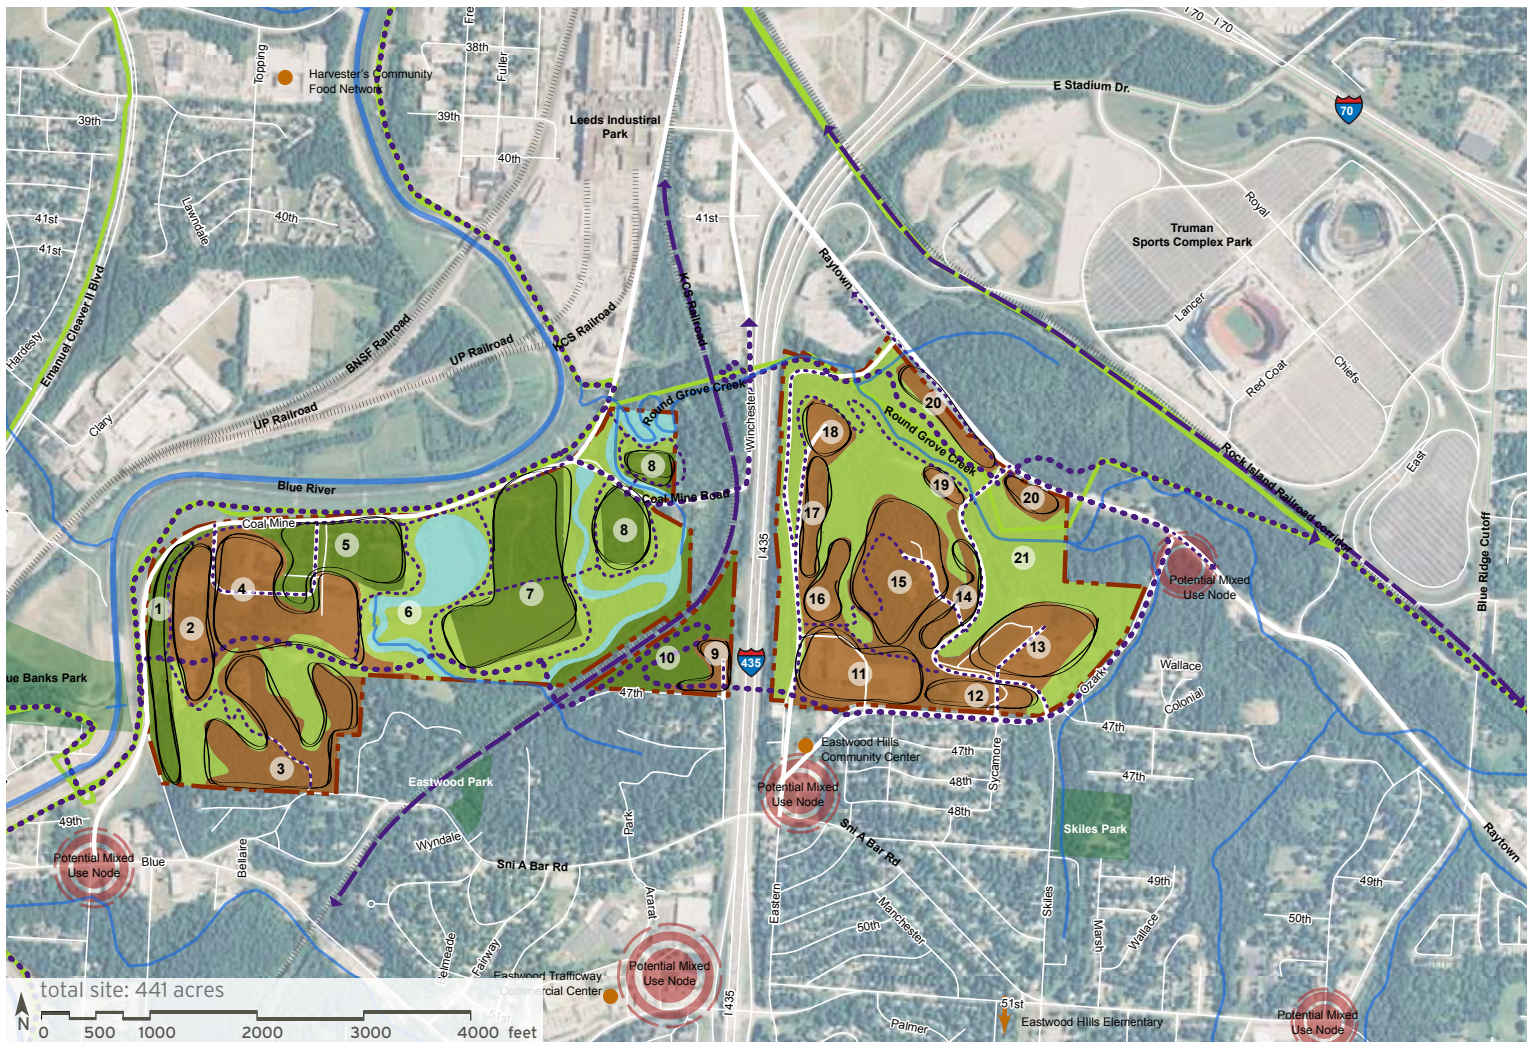 I 70
I 70
70
Topping
Fre
38th
Fuller
Harvester's Community
Food Network
E Stadium Dr.
39th
39th
Leeds Industiral
Park
40th
Lawndale
40th
41st
41st
41st
Royal
Truman
Sports Complex Park
Raytown
Emanuel Cleaver II Blvd
Hardesty
BNSF Railroad
UP Railroad
KCS Railroad
KCS Railroad
Lancer
Red Coat
Chiefs
Clary
UP Railroad
Round Grove Creek
Winchester
Round Grove Creek
East
Rock Island Railroad corridor
Blue River
Coal Mine Road
Coal Mine
I 435
Blue Ridge Cutoff
20
18
8
19
20
17
8
5
21
4
15
7
14
16
1
6
2
Potential Mixed
Use Node
13
10
9
435
11
12
3
ue Banks Park
47th
Ozark
Wallace
Colonial
47th
Eastwood Hills
Community Center
47th
Sycamore
48th
47th
48th
Potential Mixed
Use Node
Eastwood Park
Park
Wyndale
Sni A Bar Rd
Sni A Bar Rd
Skiles Park
Raytown
49th
Potential Mixed
Use Node
Blue
Bellaire
Ararat
Eastern
Manchester
50th
Skiles
Marsh
Wallace
49th
49th
50th
Belmeade
Fairway
Eastwood Trafficway
Commercial Center
51st
Potential Mixed
Use Node
I 435
Palmer
51st
Eastwood Hills Elementary
Potential Mixed
Use Node
total site: 441 acres
N
0 500 1000 2000 3000 4000 feet